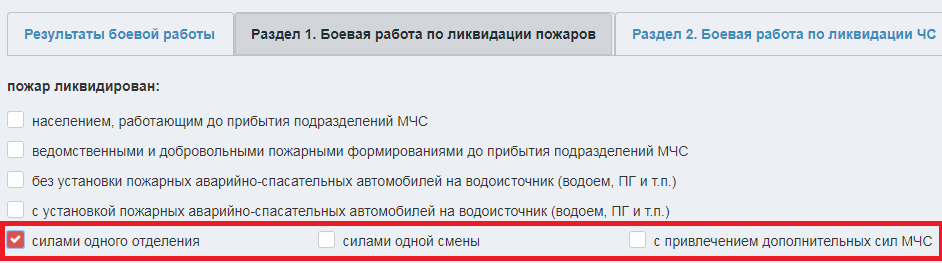 Результаты боевой работы Раздел 1. Боевая работа по ликвидации пожаров Раздел 2. Боевая работа по ликвидации ЧС
пожар ликвидирован:
населением, работающим до прибытия подразделений МЧС
ведомственными и добровольными пожарными формированиями до прибытия подразделений МЧС
без установки пожарных аварийно-спасательных автомобилей на водоисточник (водоем, ПГ и т.п.)
с установкой пожарных аварийно-спасательных автомобилей на водоисточник (водоем, ПГ и т.п.)
силами одного отделения силами одной смены с привлечением дополнительных сил МЧС